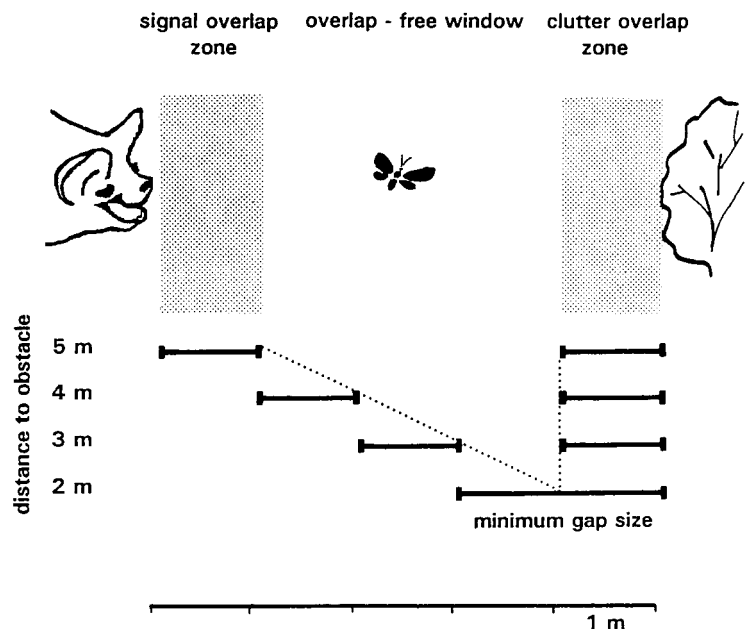 signal overlap
zone
overlap - free window
clutter overlap
zone
distance to obstacle
5 m
4 m
3 m
2 m
minimum gap size
1 m